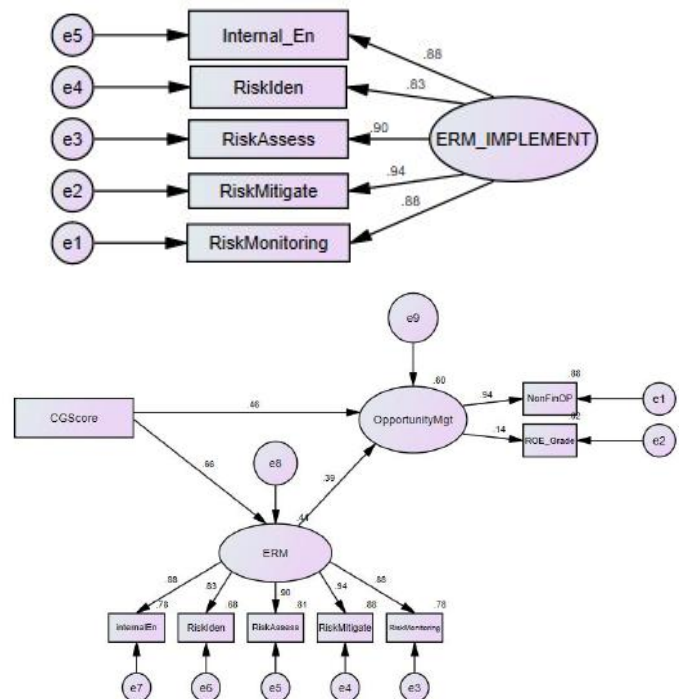 e5
Internal_En
.88
e4
RiskIden
.83
e3
RiskAssess
.90
ERM_IMPLEMENT
e2
RiskMitigate
.94
e1
RiskMonitoring
.88
e9
.60
.88
CGScore
.46
OpportunityMgt
.94
NonFinOP
e1
.02
.14
ROE_Grade
e2
.66
e8
.39
.44
ERM
.88
.83
.90
.94
.88
.78
.68
.81
.88
.78
internalEn
RiskIden
RiskAssess
RiskMitigate
RiskMonitoring
e7
e6
e5
e4
e3